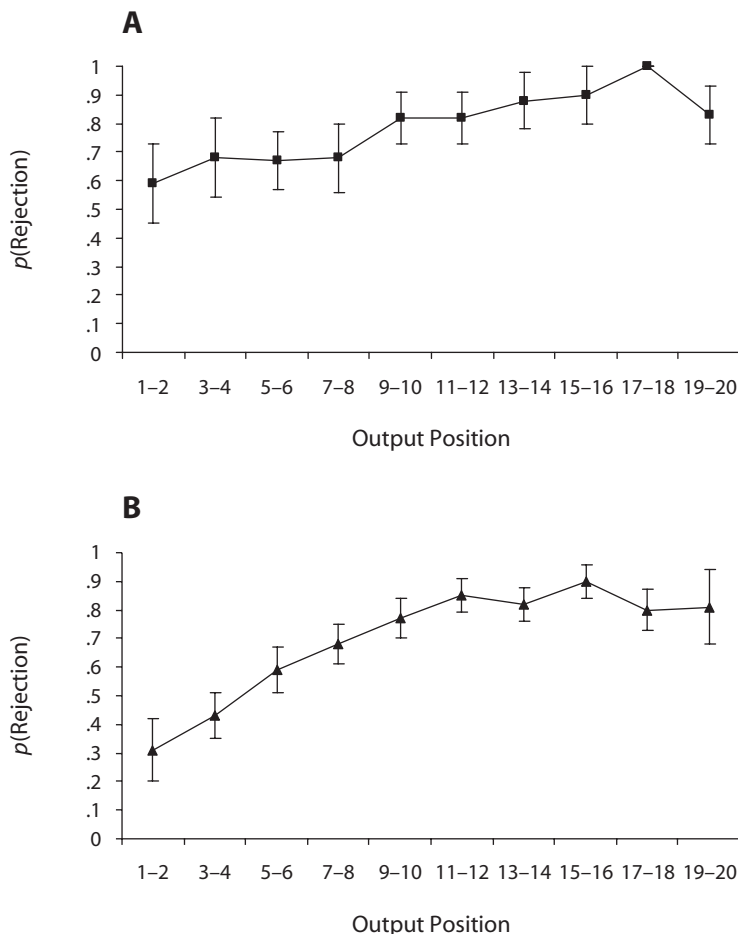 A
1
.9
.8
.7
.6
.5
.4
.3
.2
.1
0
p(Rejection)
1–2 3–4 5–6 7–8 9–10 11–12 13–14 15–16 17–18 19–20
Output Position
B
1
.9
.8
.7
.6
.5
.4
.3
.2
.1
0
p(Rejection)
1–2 3–4 5–6 7–8 9–10 11–12 13–14 15–16 17–18 19–20
Output Position